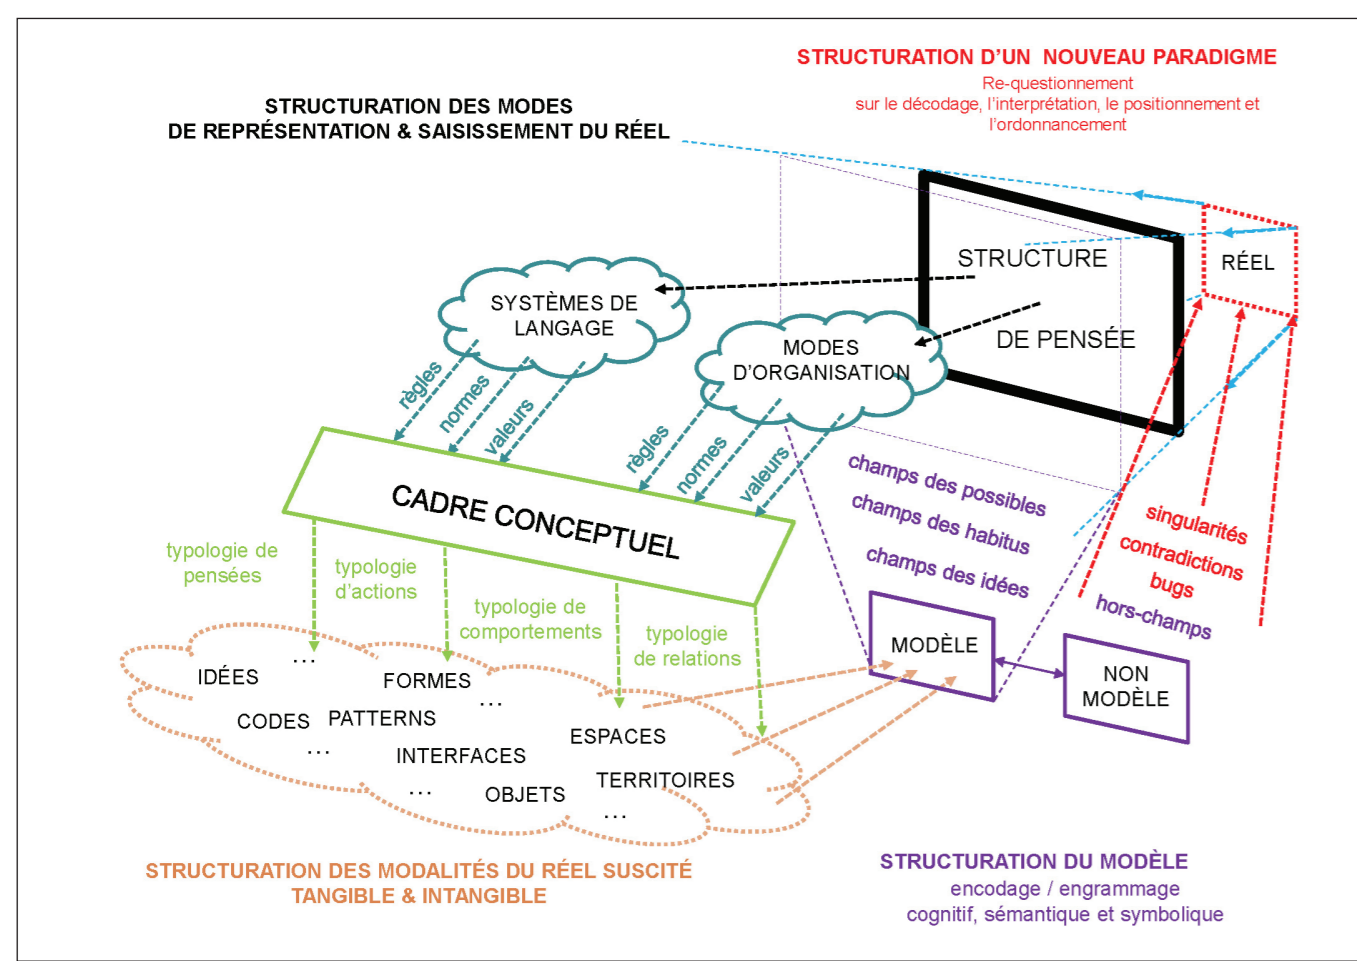 STRUCTURATION D’UN NOUVEAU PARADIGME
Re-questionnement
sur le décodage, l’interprétation, le positionnement et
l’ordonnancement
STRUCTURATION DES MODES
DE REPRÉSENTATION & SAISISSEMENT DU RÉEL
STRUCTURE
DE PENSÉE
RÉEL
SYSTÈMES DE
LANGAGE
MODES
D’ORGANISATION
règles
normes
valeurs
règles
normes
valeurs
CADRE CONCEPTUEL
champs des possibles
champs des habitus
champs des idées
singularités
contradictions
bugs
hors-champs
typologie de
pensées
typologie
d’actions
typologie de
comportements
typologie
de relations
MODÈLE
NON
MODÈLE
IDÉES
...
FORMES
...
CODES
PATTERNS
...
INTERFACES
...
ESPACES
OBJETS
TERRITOIRES
...
STRUCTURATION DES MODALITÉS DU RÉEL SUSCITÉ
TANGIBLE & INTANGIBLE
STRUCTURATION DU MODÈLE
encodage / engrammage
cognitif, sémantique et symbolique